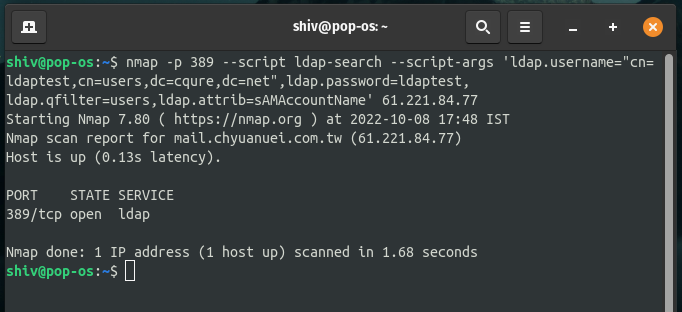 shiv@pop-os: ~
shiv@pop-os:~$ nmap -p 389 --script ldap-search --script-args 'ldap.username="cn=
ldaptest,cn=users,dc=cqure,dc=net",ldap.password=ldaptest,
ldap.qfilter=users,ldap.attrib=sAMAccountName' 61.221.84.77
Starting Nmap 7.80 ( https://nmap.org ) at 2022-10-08 17:48 IST
Nmap scan report for mail.chyuanuei.com.tw (61.221.84.77)
Host is up (0.13s latency).
PORT    STATE SERVICE
389/tcp open  ldap
Nmap done: 1 IP address (1 host up) scanned in 1.68 seconds
shiv@pop-os:~$